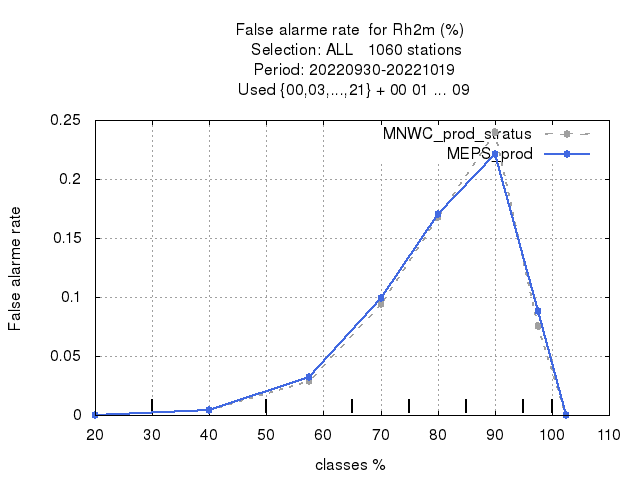 False alarme rate for Rh2m (%)
Selection: ALL 1060 stations
Period: 20220930-20221019
Used {00,03,...,21} + 00 01 ... 09
MNWC_prod_stratus
MEPS_prod
0.25
0.2
0.15
0.1
0.05
0
False alarme rate
20 30 40 50 60 70 80 90 100 110
classes %